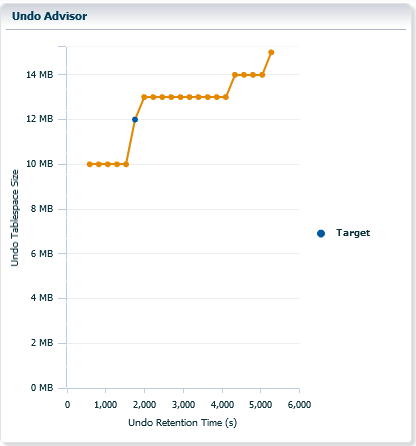 Undo Advisor
14 MB
12 MB
10 MB
8 MB
6 MB
4 MB
2 MB
0 MB
Undo Tablespace Size
0 1,000 2,000 3,000 4,000 5,000 6,000
Undo Retention Time (s)
Target